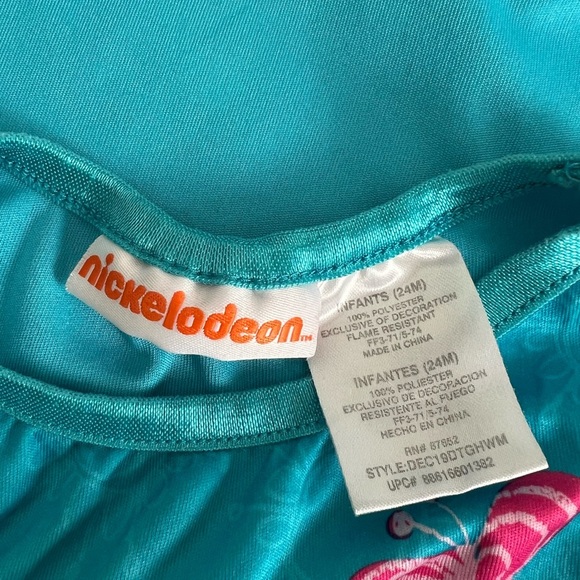 nickelodeon
INFANTS (24M)
100% POLYESTER
EXCLUSIVE OF DECORATION
FLAME RESISTANT
FF3-71/5-74
MADE IN CHINA
INFANTES (24M)
100% POLIESTER
EXCLUSIVO DE DECORACION
RESISTENTE AL FUEGO
FF3-71/5-74
HECHO EN CHINA
RN# 67652
STYLE:DEC19DTGHWM
UPC# 88616601382